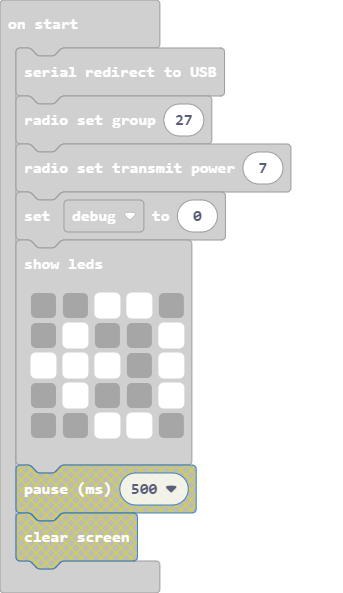 on start
serial redirect to USB
radio set group 27
radio set transmit power 7
set debug to 0
show leds
pause (ms) 500
clear screen